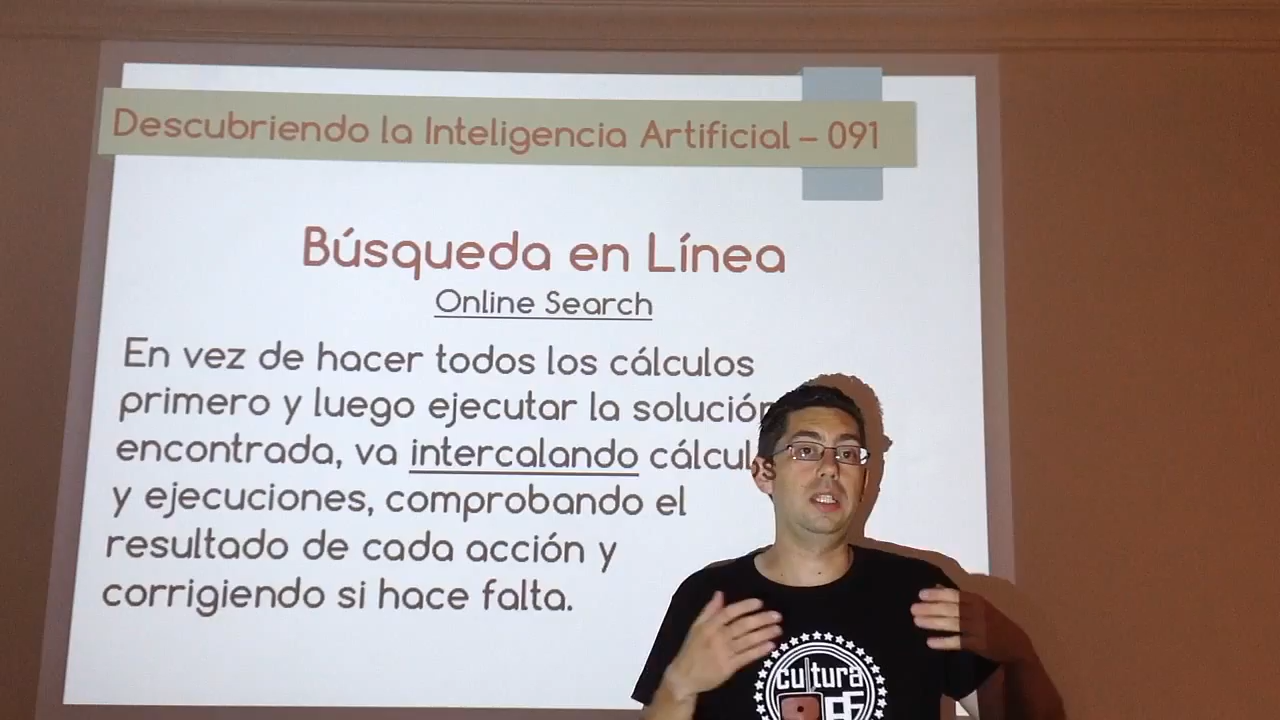 Descubriendo la Inteligencia Artificial – 091
Búsqueda en Línea
Online Search
En vez de hacer todos los cálculos
primero y luego ejecutar la solución
encontrada, va intercalando cálculos
y ejecuciones, comprobando el
resultado de cada acción y
corrigiendo si hace falta.
cultura